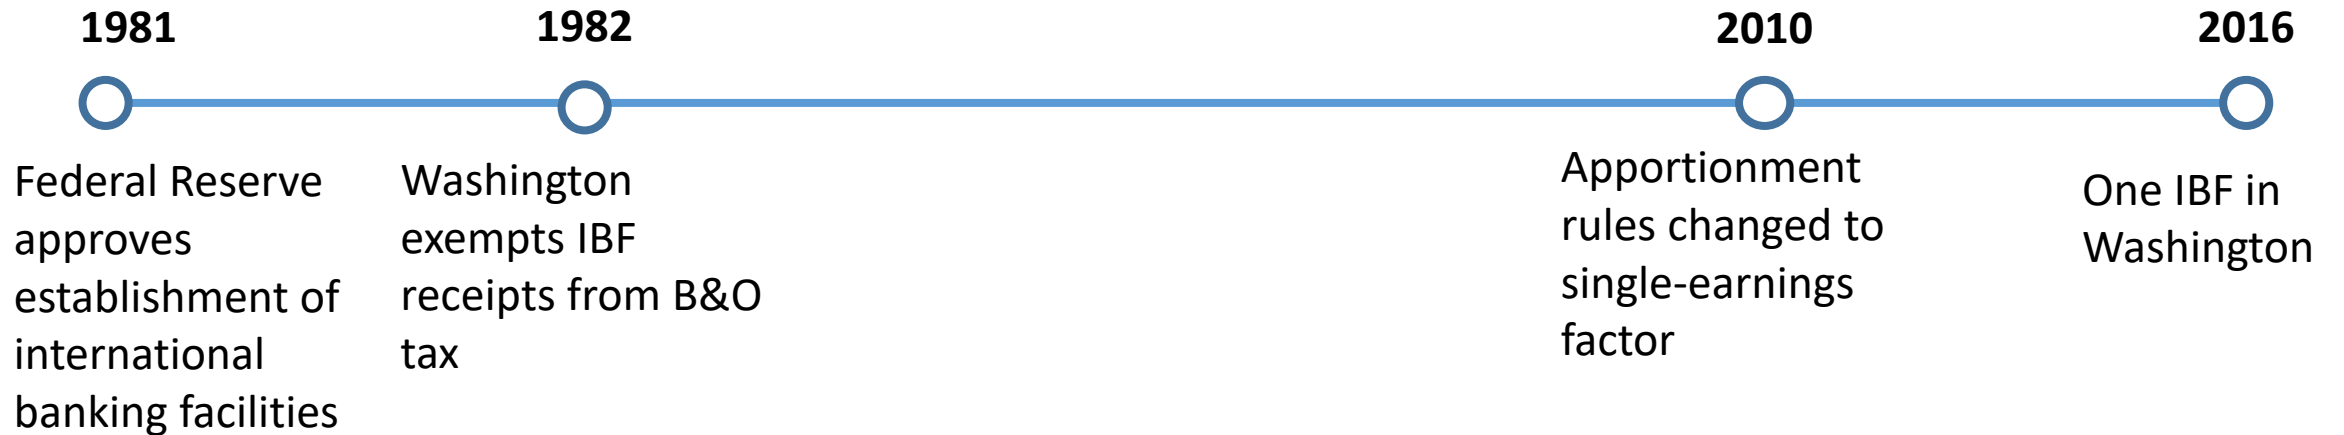 1981
Federal Reserve
approves
establishment of
international
banking facilities
1982
Washington
exempts IBF
receipts from B&O
tax
2010
Apportionment
rules changed to
single-earnings
factor
2016
One IBF in
Washington